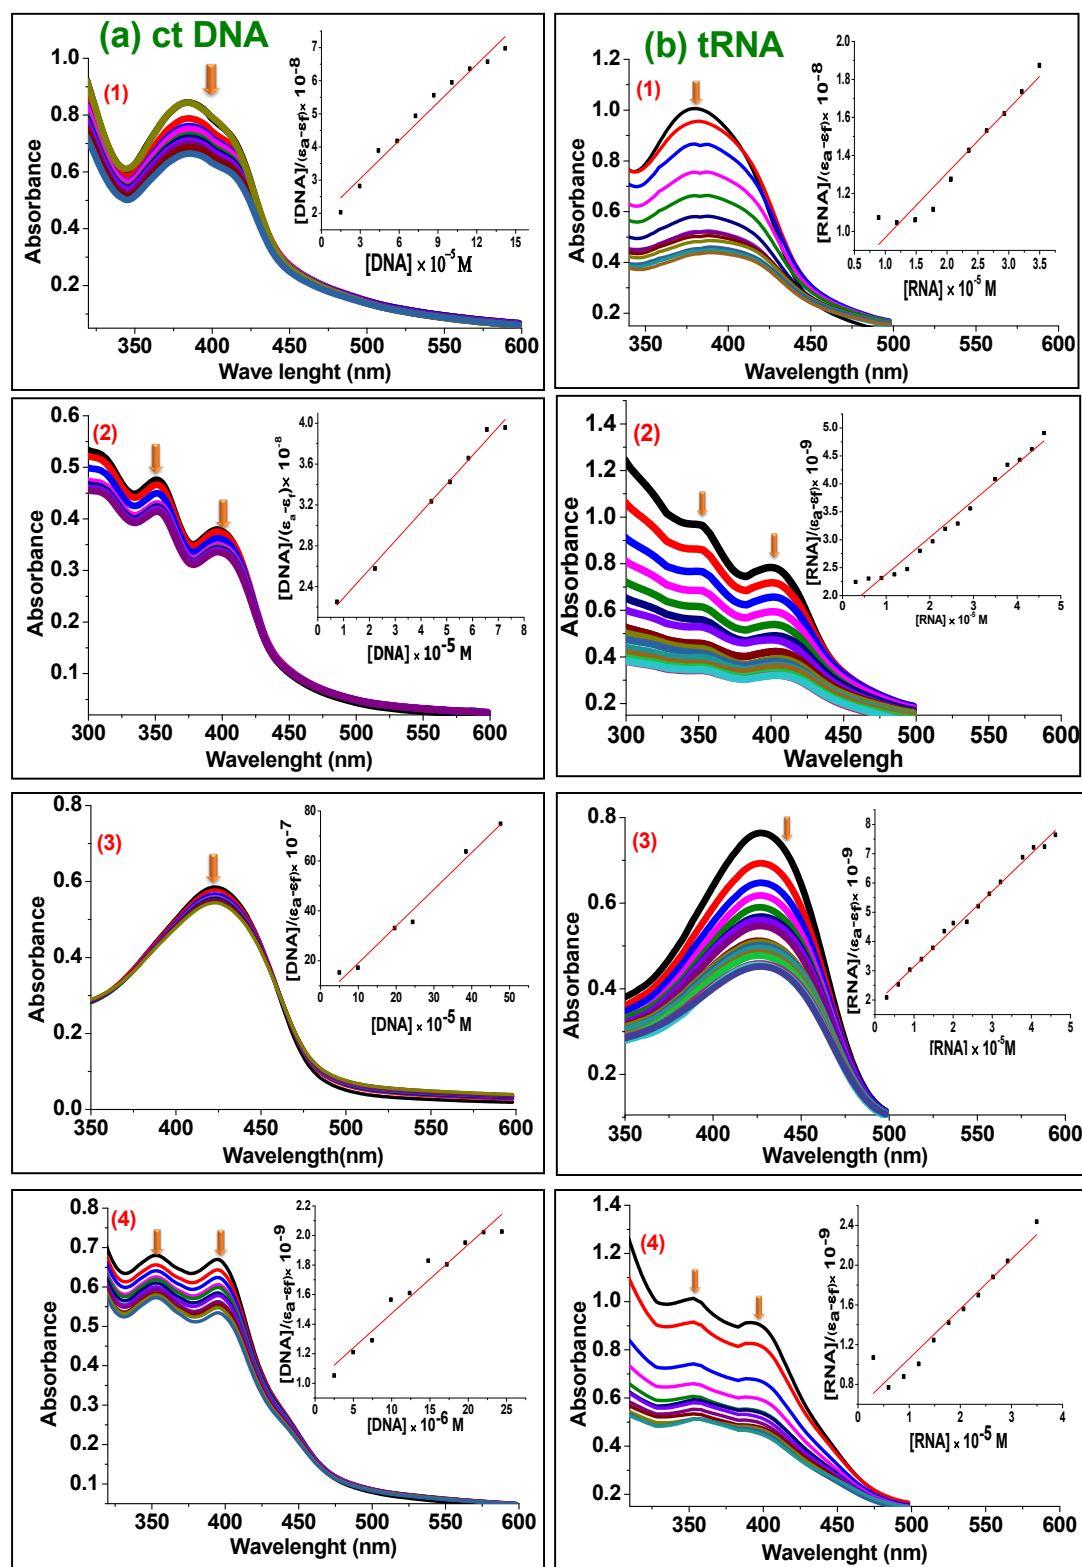 (a) ct DNA
(1)
Absorbance
1.0
0.8
0.6
0.4
0.2
350 400 450 500 550 600
Wave lenght (nm)
[DNA]/(εa-εf)× 10-8
7
6
5
4
3
2
0 3 6 9 12 15
[DNA] × 10-5 M
(b) tRNA
(1)
Absorbance
1.2
1.0
0.8
0.6
0.4
0.2
350 400 450 500 550 600
Wavelength (nm)
[RNA]/(εa-εf)× 10-8
2.0
1.8
1.6
1.4
1.2
1.0
0.8
0.5 1.0 1.5 2.0 2.5 3.0 3.5
[RNA] × 10-5 M
(2)
Absorbance
0.6
0.5
0.4
0.3
0.2
0.1
300 350 400 450 500 550 600
Wavelenght (nm)
[DNA]/(εa-εf)× 10-8
4.0
3.6
3.2
2.8
2.4
0 1 2 3 4 5 6 7 8
[DNA] × 10-5 M
(2)
Absorbance
1.4
1.2
1.0
0.8
0.6
0.4
0.2
300 350 400 450 500 550 600
Wavelengh
[RNA]/(εa-εf)× 10-9
5.0
4.5
4.0
3.5
3.0
2.5
2.0
0 1 2 3 4 5
[RNA] × 10-5 M
(3)
Absorbance
0.8
0.6
0.4
0.2
0.0
350 400 450 500 550 600
Wavelength(nm)
[DNA]/(εa-εf)× 10-7
80
60
40
20
0 10 20 30 40 50
[DNA] × 10-5 M
(3)
Absorbance
0.8
0.6
0.4
0.2
350 400 450 500 550 600
Wavelength (nm)
[RNA]/(εa-εf)× 10-9
8
7
6
5
4
3
2
0 1 2 3 4 5
[RNA] × 10-5M
(4)
Absorbance
0.8
0.7
0.6
0.5
0.4
0.3
0.2
0.1
350 400 450 500 550 600
Wavelength (nm)
[DNA]/(εa-εf)× 10-9
2.2
2.0
1.8
1.6
1.4
1.2
1.0
0 5 10 15 20 25
[DNA] × 10-6 M
(4)
Absorbance
1.4
1.2
1.0
0.8
0.6
0.4
0.2
350 400 450 500 550 600
Wavelength (nm)
[RNA]/(εa-εf)× 10-9
2.4
2.0
1.6
1.2
0.8
0 1 2 3 4
[RNA] × 10-5 M